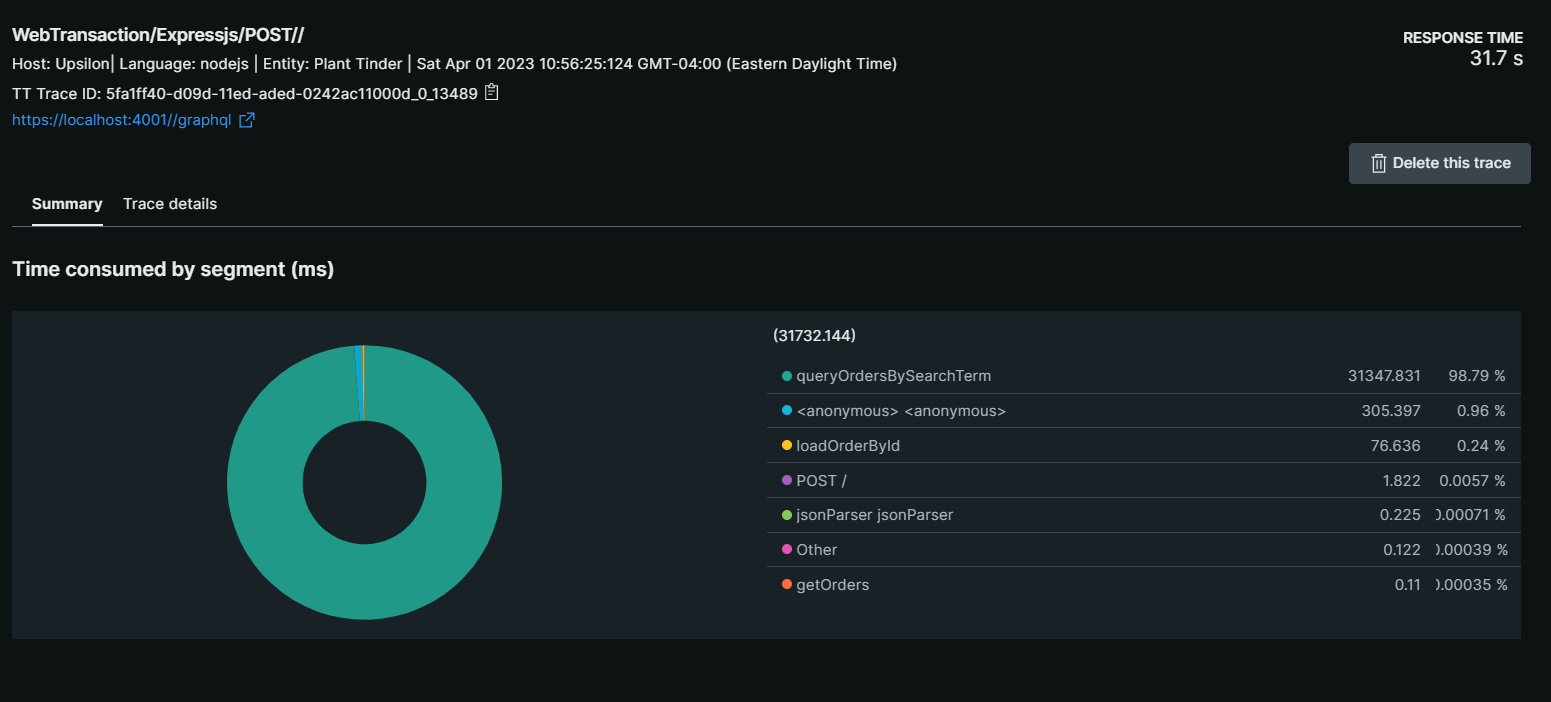 WebTransaction/Expressjs/POST//
RESPONSE TIME
31.7 s
Host: Upsilon| Language: nodejs | Entity: Plant Tinder | Sat Apr 01 2023 10:56:25:124 GMT-04:00 (Eastern Daylight Time)
TT Trace ID: 5fa1ff40-d09d-11ed-aded-0242ac11000d_0_13489
https://localhost:4001//graphql
Delete this trace
Summary Trace details
Time consumed by segment (ms)
(31732.144)
queryOrdersBySearchTerm 31347.831 98.79 %
<anonymous> <anonymous> 305.397 0.96 %
loadOrderById 76.636 0.24 %
POST / 1.822 0.0057 %
jsonParser jsonParser 0.225 0.00071 %
Other 0.122 0.00039 %
getOrders 0.11 0.00035 %